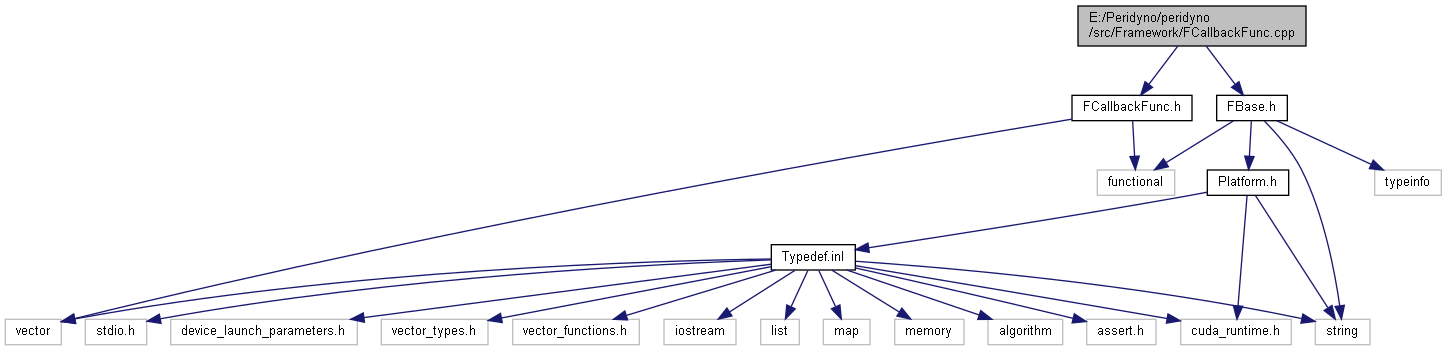 E:/Peridyno/peridyno
/src/Framework/FCallbackFunc.cpp
FCallbackFunc.h
FBase.h
functional
Platform.h
typeinfo
Typedef.inl
vector
stdio.h
device_launch_parameters.h
vector_types.h
vector_functions.h
iostream
list
map
memory
algorithm
assert.h
cuda_runtime.h
string